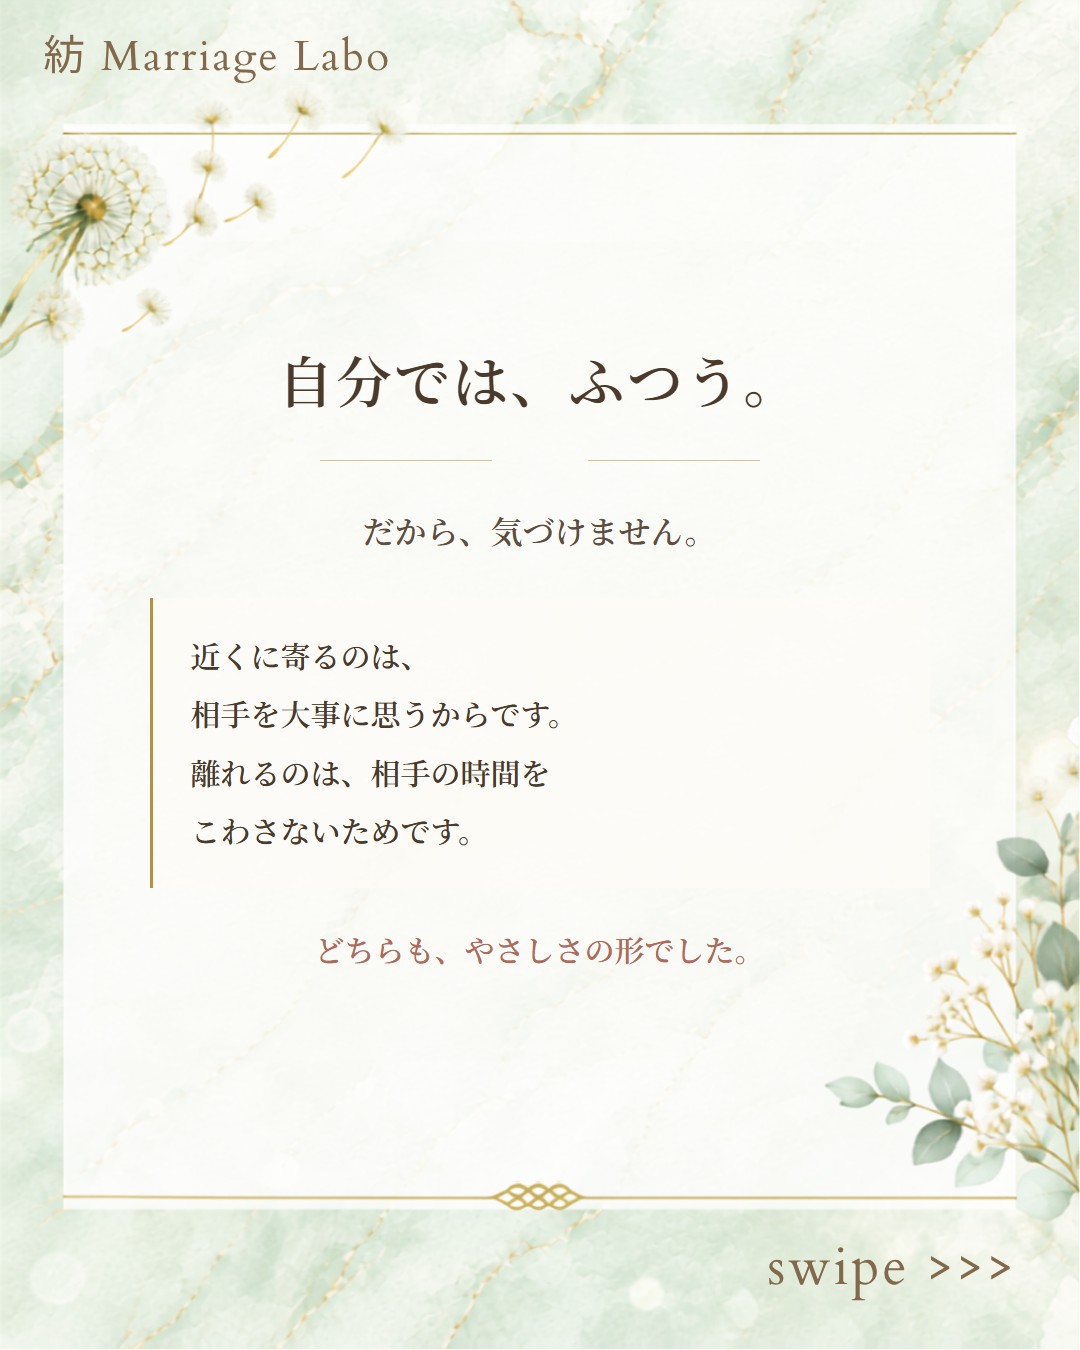 紡 Marriage Labo
自分では、ふつう。
だから、気づけません。
近くに寄るのは、
相手を大事に思うからです。
離れるのは、相手の時間を
こわさないためです。
どちらも、やさしさの形でした。
swipe >>>